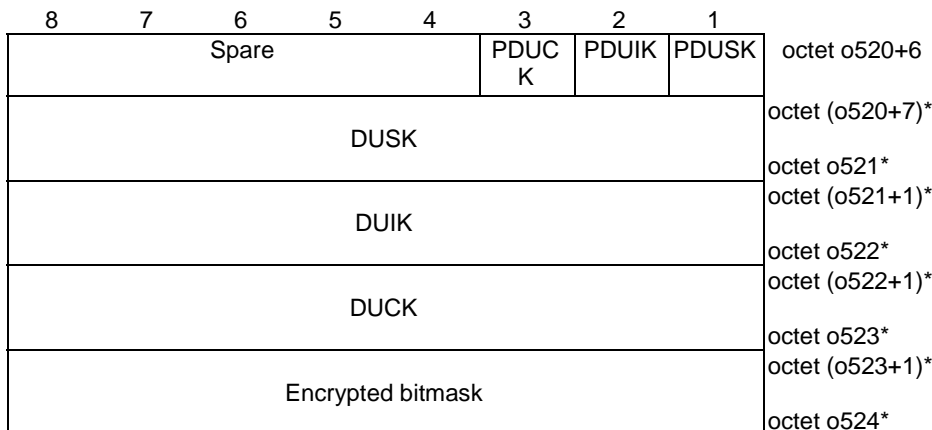 8 7 6 5 4 3 2 1
Spare PDUC K PDUIK PDUSK octet o520+6
DUSK
octet (o520+7)*
octet o521*
DUIK
octet (o521+1)*
octet o522*
DUCK
octet (o522+1)*
octet o523*
Encrypted bitmask
octet (o523+1)*
octet o524*